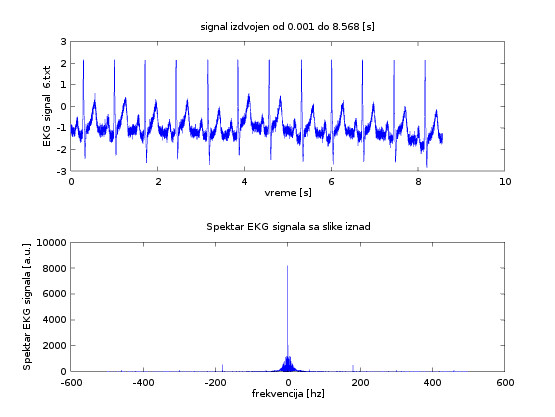 signal izdvojen od 0.001 do 8.568 [s]
3
2
1
0
-1
-2
-3
EKG signal 6.txt
0 2 4 6 8 10
vreme [s]
Spektar EKG signala sa slike iznad
10000
8000
6000
4000
2000
0
Spektar EKG signala [a.u.]
-600 -400 -200 0 200 400 600
frekvencija [hz]